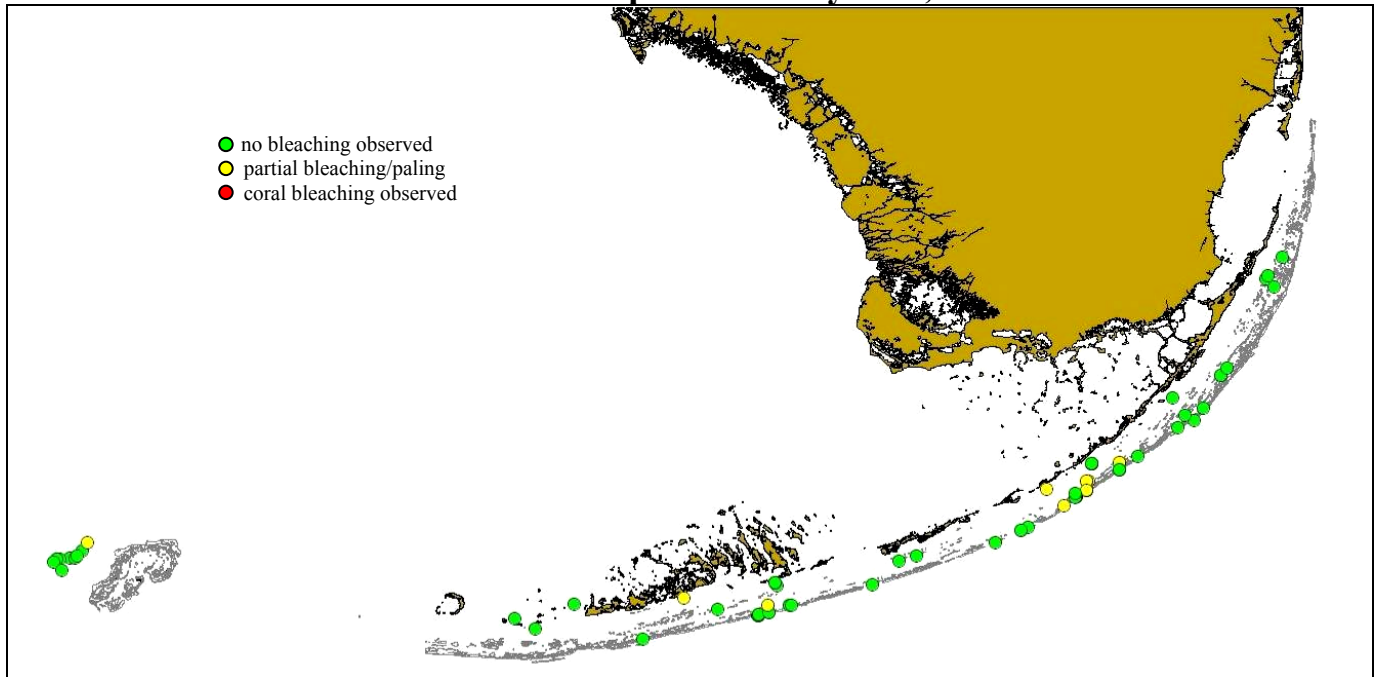 no bleaching observed
partial bleaching/paling
coral bleaching observed